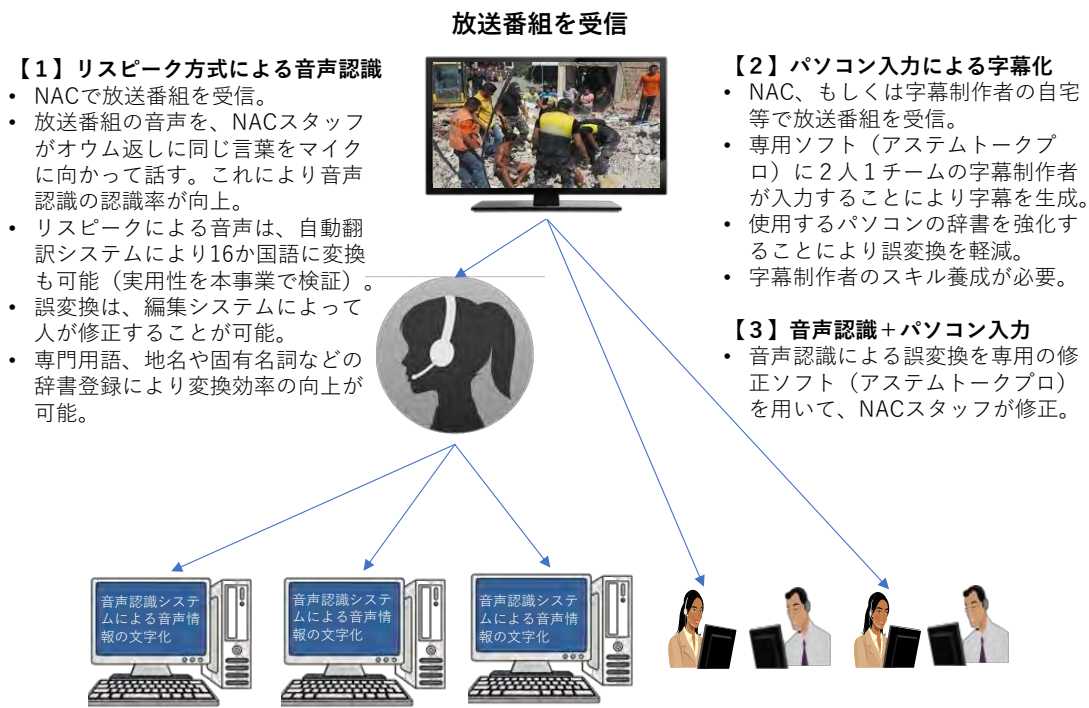 放送番組を受信
【１】リスピーク方式による音声認識
• NACで放送番組を受信。
• 放送番組の音声を、NACスタッフ
がオウム返しに同じ言葉をマイク
に向かって話す。これにより音声
認識の認識率が向上。
• リスピークによる音声は、自動翻
訳システムにより16か国語に変換
も可能（実用性を本事業で検証）。
• 誤変換は、編集システムによって
人が修正することが可能。
• 専門用語、地名や固有名詞などの
辞書登録により変換効率の向上が
可能。
【２】パソコン入力による字幕化
• NAC、もしくは字幕制作者の自宅
等で放送番組を受信。
• 専用ソフト（アステムトークプ
ロ）に２人１チームの字幕制作者
が入力することにより字幕を生成。
• 使用するパソコンの辞書を強化す
ることにより誤変換を軽減。
• 字幕制作者のスキル養成が必要。
【３】音声認識＋パソコン入力
• 音声認識による誤変換を専用の修
正ソフト（アステムトークプロ）
を用いて、NACスタッフが修正。
音声認識システ
ムによる音声情
報の文字化
音声認識システ
ムによる音声情
報の文字化
音声認識システ
ムによる音声情
報の文字化